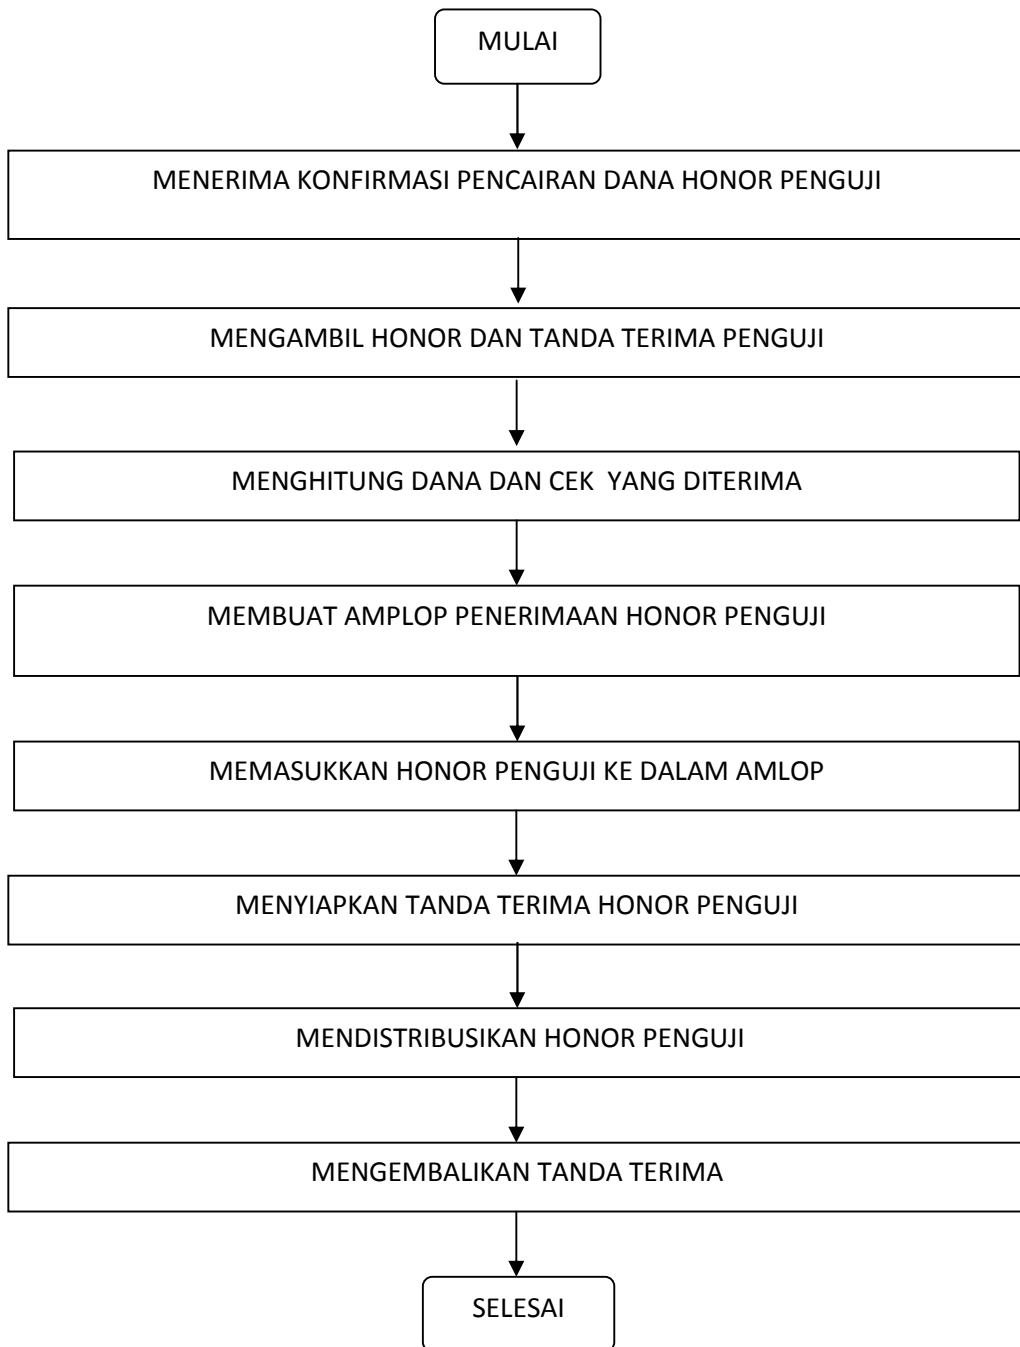 MULAI
MENERIMA KONFIRMASI PENCAIRAN DANA HONOR PENGUJI
MENGAMBIL HONOR DAN TANDA TERIMA PENGUJI
MENGHITUNG DANA DAN CEK  YANG DITERIMA
MEMBUAT AMPLOP PENERIMAAN HONOR PENGUJI
MEMASUKKAN HONOR PENGUJI KE DALAM AMLOP
MENYIAPKAN TANDA TERIMA HONOR PENGUJI
MENDISTRIBUSIKAN HONOR PENGUJI
MENGEMBALIKAN TANDA TERIMA
SELESAI